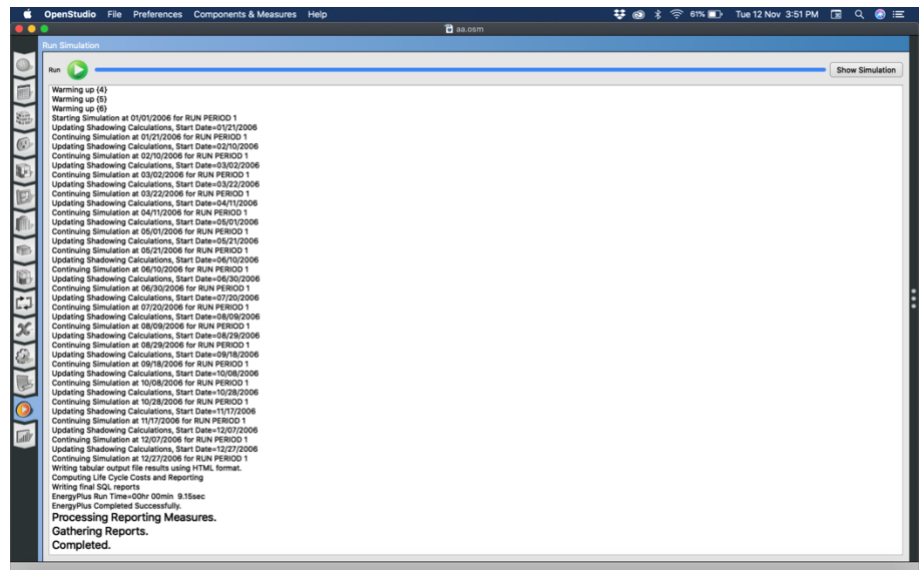 OpenStudio File Preferences Components & Measures Help 61% Tue 12 Nov 3:51 PM
aa.osm
Run Simulation
Run Show Simulation
Warming up {4}
Warming up {5}
Warming up {6}
Starting Simulation at 01/01/2006 for RUN PERIOD 1
Updating Shadowing Calculations, Start Date=01/21/2006
Continuing Simulation at 01/21/2006 for RUN PERIOD 1
Updating Shadowing Calculations, Start Date=02/10/2006
Continuing Simulation at 02/10/2006 for RUN PERIOD 1
Updating Shadowing Calculations, Start Date=03/02/2006
Continuing Simulation at 03/02/2006 for RUN PERIOD 1
Updating Shadowing Calculations, Start Date=03/22/2006
Continuing Simulation at 03/22/2006 for RUN PERIOD 1
Updating Shadowing Calculations, Start Date=04/11/2006
Continuing Simulation at 04/11/2006 for RUN PERIOD 1
Updating Shadowing Calculations, Start Date=05/01/2006
Continuing Simulation at 05/01/2006 for RUN PERIOD 1
Updating Shadowing Calculations, Start Date=05/21/2006
Continuing Simulation at 05/21/2006 for RUN PERIOD 1
Updating Shadowing Calculations, Start Date=06/10/2006
Continuing Simulation at 06/10/2006 for RUN PERIOD 1
Updating Shadowing Calculations, Start Date=06/30/2006
Continuing Simulation at 06/30/2006 for RUN PERIOD 1
Updating Shadowing Calculations, Start Date=07/20/2006
Continuing Simulation at 07/20/2006 for RUN PERIOD 1
Updating Shadowing Calculations, Start Date=08/09/2006
Continuing Simulation at 08/09/2006 for RUN PERIOD 1
Updating Shadowing Calculations, Start Date=08/29/2006
Continuing Simulation at 08/29/2006 for RUN PERIOD 1
Updating Shadowing Calculations, Start Date=09/18/2006
Continuing Simulation at 09/18/2006 for RUN PERIOD 1
Updating Shadowing Calculations, Start Date=10/08/2006
Continuing Simulation at 10/08/2006 for RUN PERIOD 1
Updating Shadowing Calculations, Start Date=10/28/2006
Continuing Simulation at 10/28/2006 for RUN PERIOD 1
Updating Shadowing Calculations, Start Date=11/17/2006
Continuing Simulation at 11/17/2006 for RUN PERIOD 1
Updating Shadowing Calculations, Start Date=12/07/2006
Continuing Simulation at 12/07/2006 for RUN PERIOD 1
Updating Shadowing Calculations, Start Date=12/27/2006
Continuing Simulation at 12/27/2006 for RUN PERIOD 1
Writing tabular output file results using HTML format.
Computing Life Cycle Costs and Reporting
Writing final SQL reports
EnergyPlus Run Time=00hr 00min 9.15sec
EnergyPlus Completed Successfully.
Processing Reporting Measures.
Gathering Reports.
Completed.